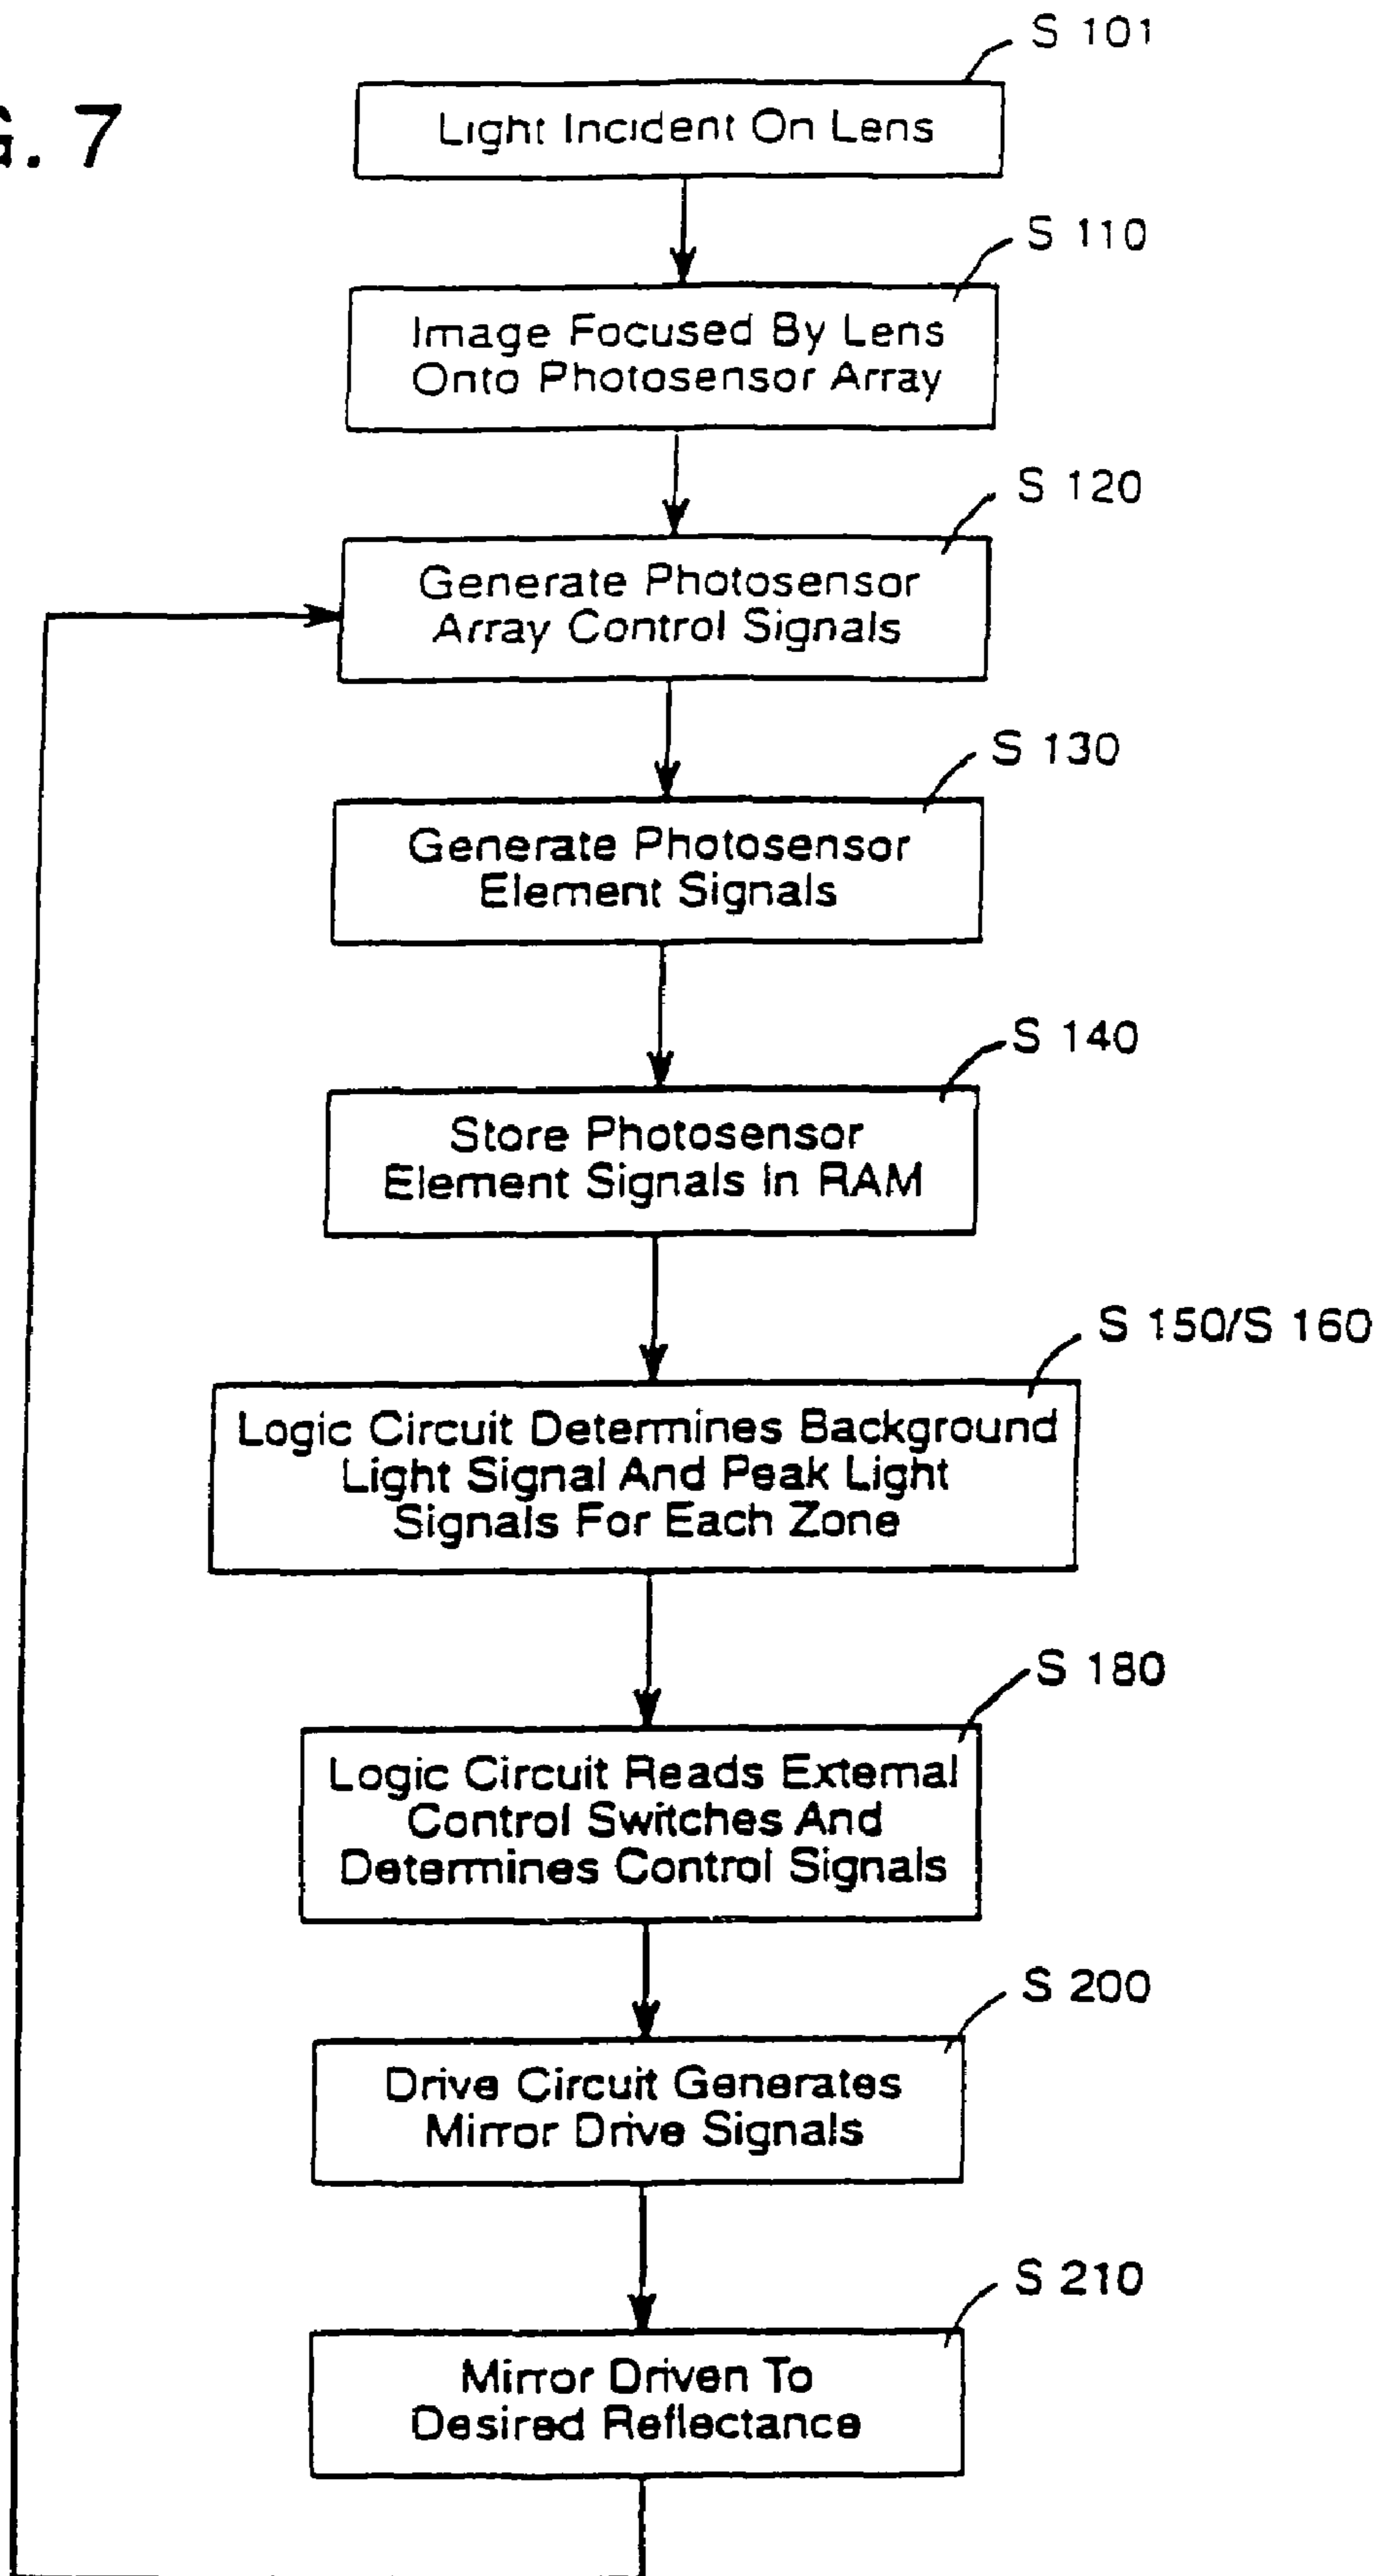 G. 7
S 101
Light Incident On Lens
S 110
Image Focused By Lens
Onto Photosensor Array
S 120
Generate Photosensor
Array Control Signals
S 130
Generate Photosensor
Element Signals
S 140
Store Photosensor
Element Signals In RAM
S 150/S 160
Logic Circuit Determines Background
Light Signal And Peak Light
Signals For Each Zone
S 180
Logic Circuit Reads External
Control Switches And
Determines Control Signals
S 200
Drive Circuit Generates
Mirror Drive Signals
S 210
Mirror Driven To
Desired Reflectance